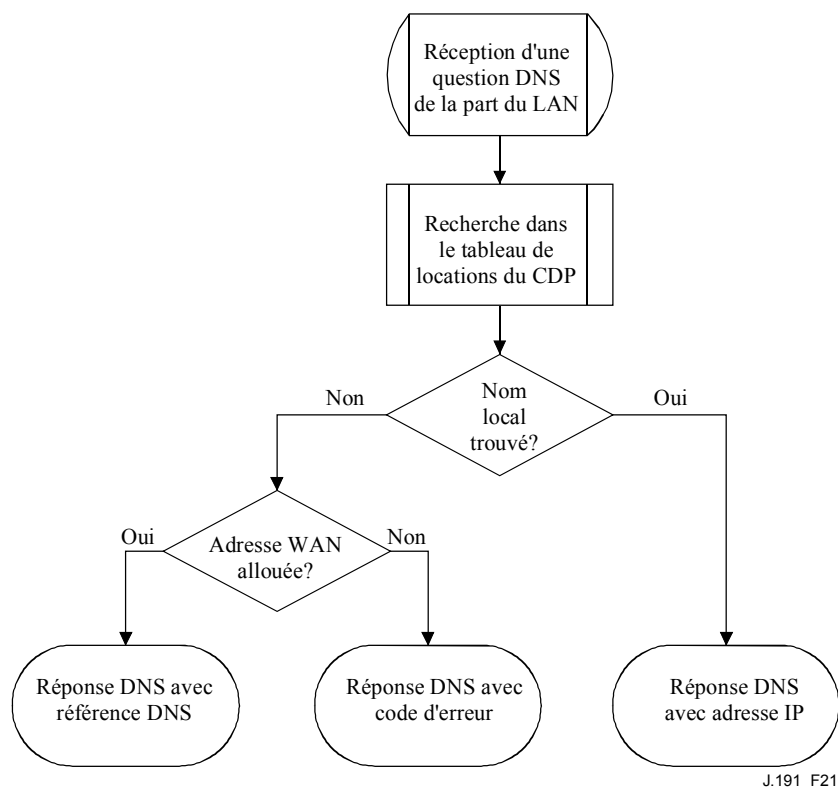 Réception d'une
question DNS
de la part du LAN
Recherche dans
le tableau de
locations du CDP
Nom
local
trouvé?
Non
Oui
Adresse WAN
allouée?
Oui
Non
Réponse DNS avec
référence DNS
Réponse DNS avec
code d'erreur
Réponse DNS
avec adresse IP
J.191_F21